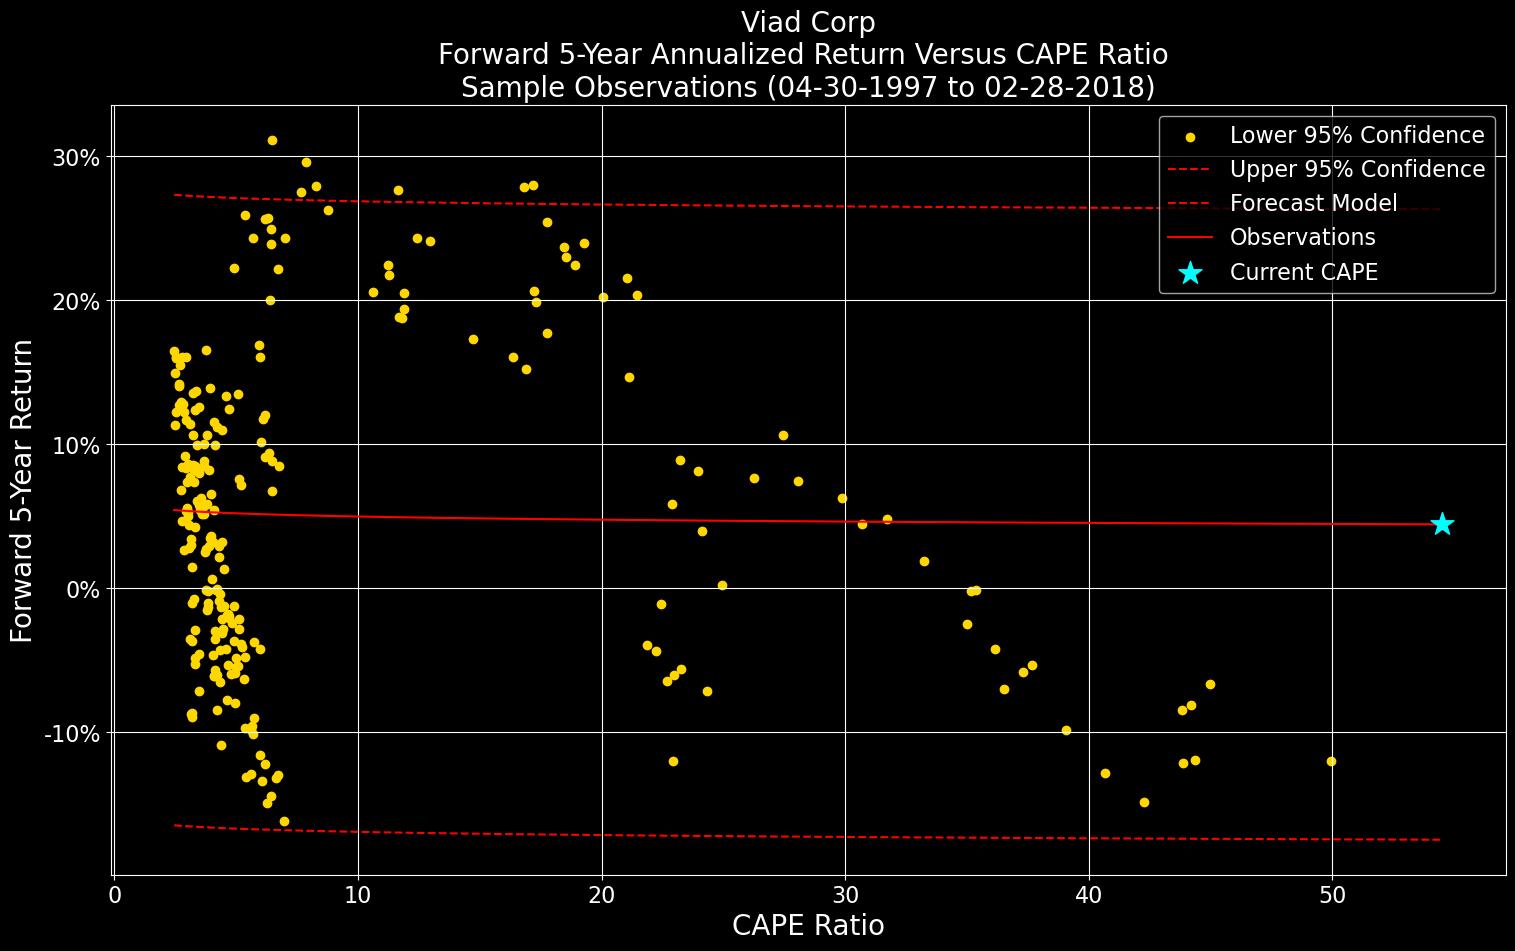 Viad Corp
Forward 5-Year Annualized Return Versus CAPE Ratio
Sample Observations (04-30-1997 to 02-28-2018)
Lower 95% Confidence
Upper 95% Confidence
Forecast Model
Observations
Current CAPE
Forward 5-Year Return
30%
20%
10%
0%
-10%
0 10 20 30 40 50
CAPE Ratio